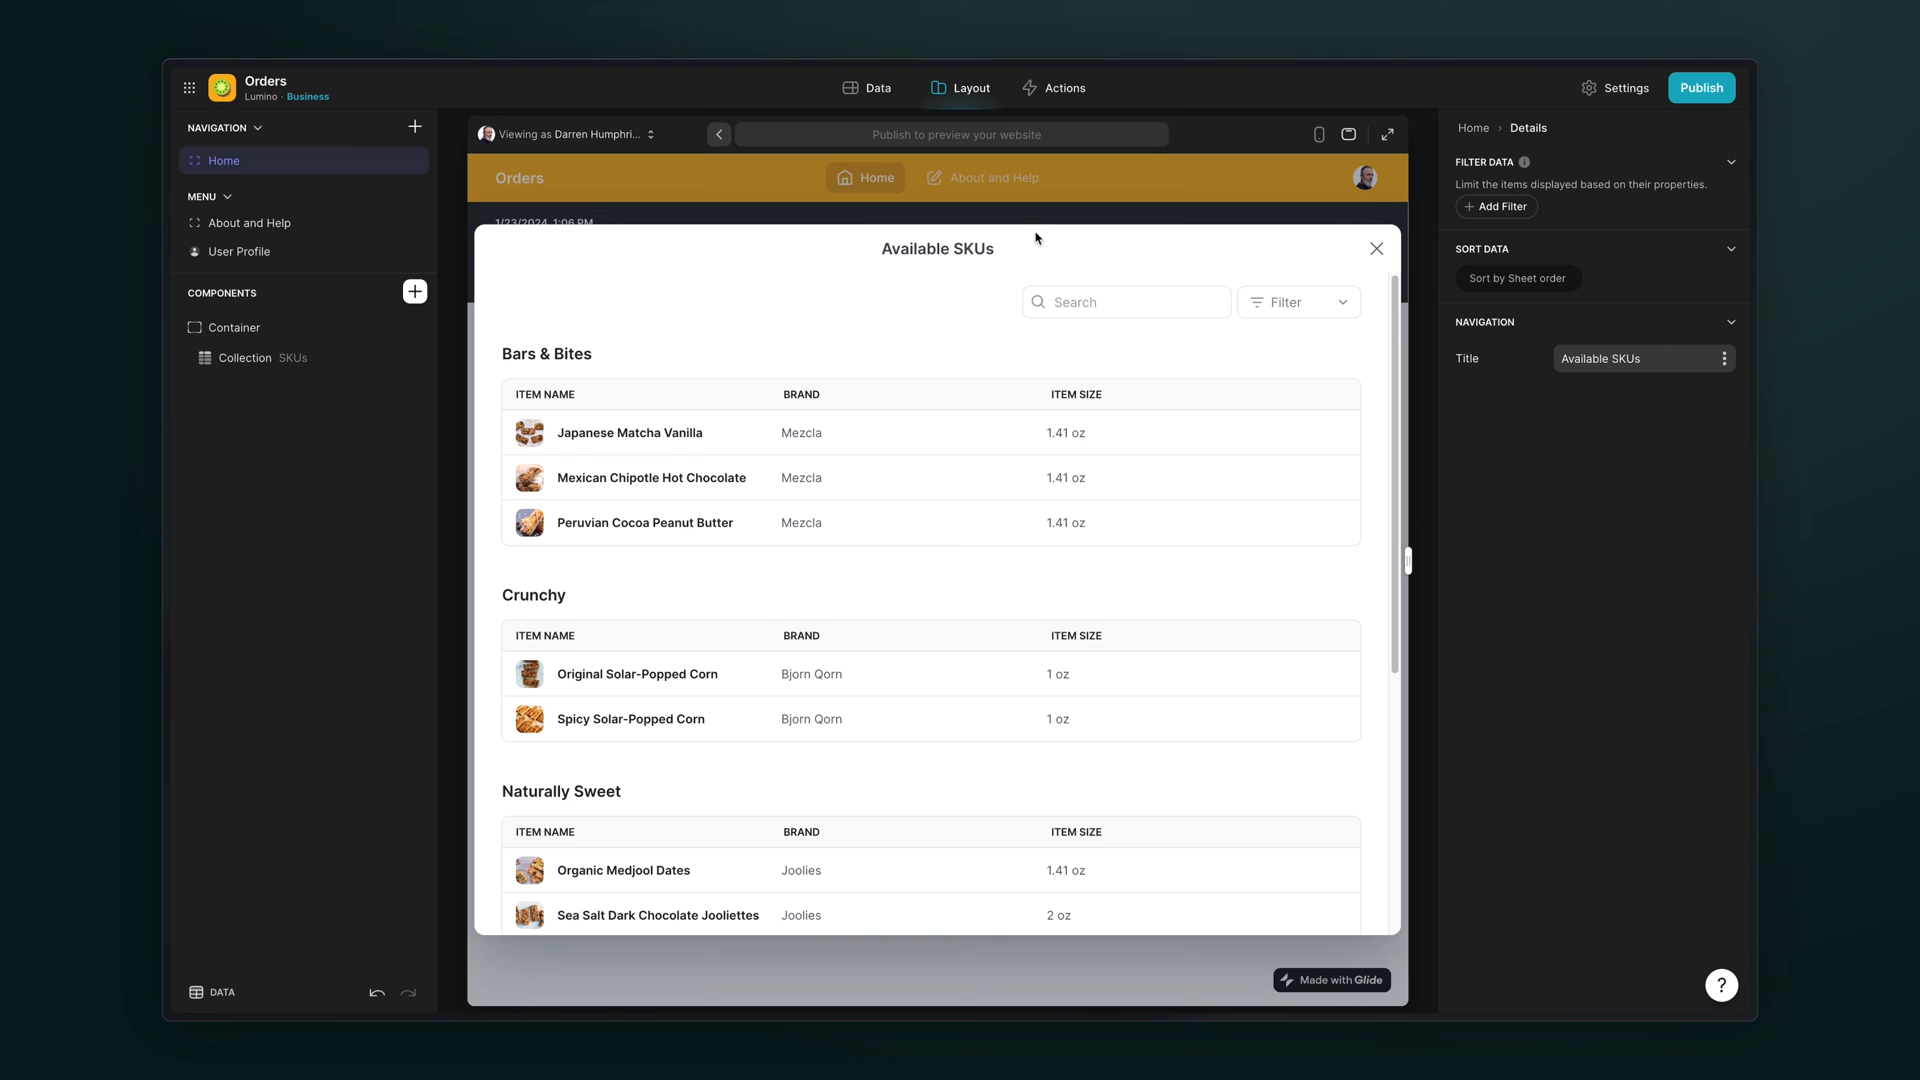 Orders
Lumino · Business
Data
Layout
Actions
Settings
Publish
NAVIGATION
Home
MENU
About and Help
User Profile
COMPONENTS
Container
Collection SKUs
DATA
Viewing as Darren Humphri...
Publish to preview your website
Orders
Home
About and Help
1/23/2024, 1:06 PM
Available SKUs
Search
Filter
Bars & Bites
ITEM NAME BRAND ITEM SIZE
Japanese Matcha Vanilla Mezcla 1.41 oz
Mexican Chipotle Hot Chocolate Mezcla 1.41 oz
Peruvian Cocoa Peanut Butter Mezcla 1.41 oz
Crunchy
ITEM NAME BRAND ITEM SIZE
Original Solar-Popped Corn Bjorn Qorn 1 oz
Spicy Solar-Popped Corn Bjorn Qorn 1 oz
Naturally Sweet
ITEM NAME BRAND ITEM SIZE
Organic Medjool Dates Joolies 1.41 oz
Sea Salt Dark Chocolate Jooliettes Joolies 2 oz
Made with Glide
Home › Details
FILTER DATA
Limit the items displayed based on their properties.
+ Add Filter
SORT DATA
Sort by Sheet order
NAVIGATION
Title Available SKUs
?